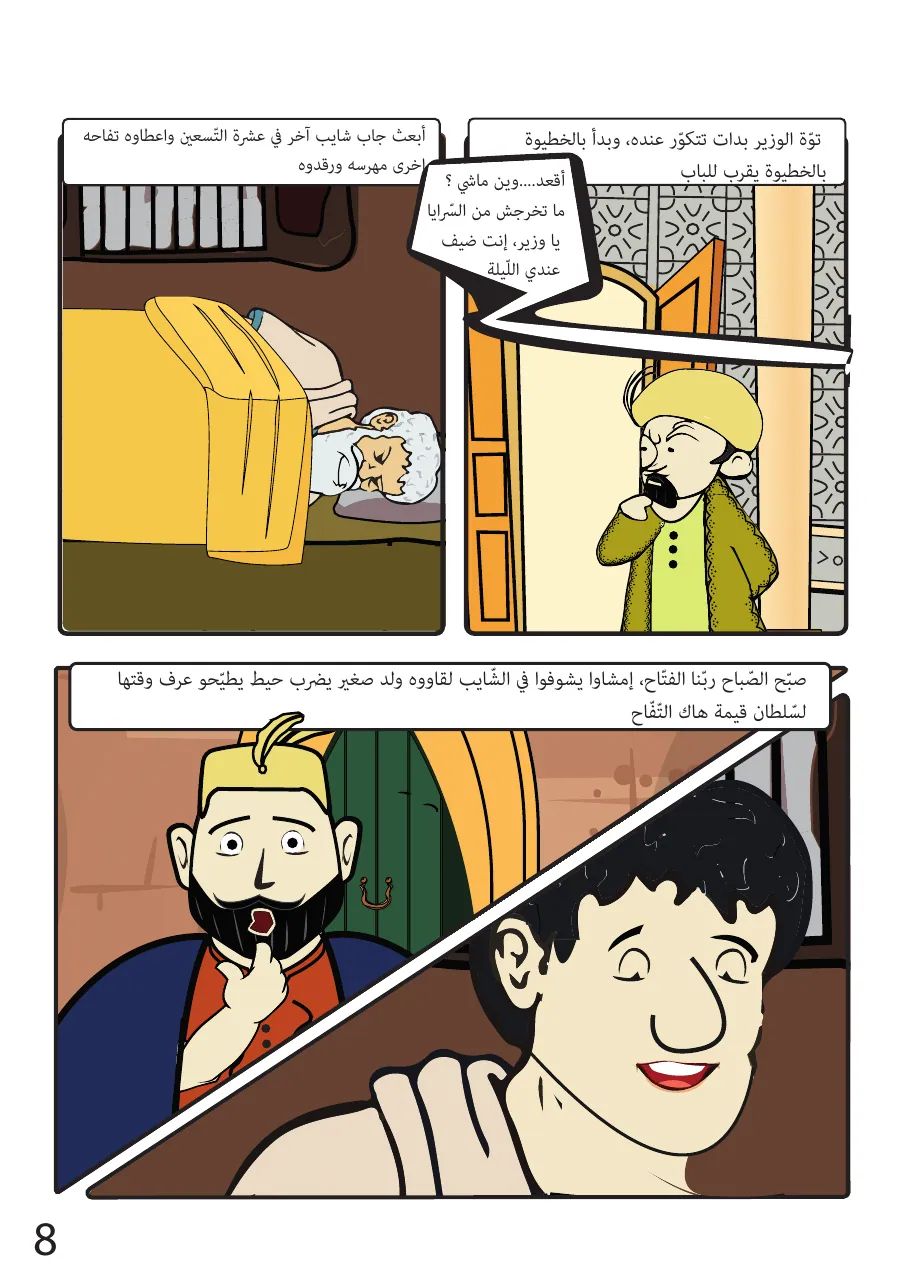 توّة الوزير بدات تتكوّر عنده، وبدأ بالخطيوة
بالخطيوة يقرب للباب
أقعد....وين ماشي ؟
ما تخرجش من السّرايا
يا وزير، إنت ضيف
عندي اللّيلة
أبعث جاب شايب آخر في عشرة التّسعين واعطاوه تفاحه
اخرى مهرسه ورقدوه
صبّح الصّباح ربّنا الفتّاح، إمشاوا يشوفوا في الشّايب لقاووه ولد صغير يضرب حيط يطيّحو عرف وقتها
لسّلطان قيمة هاك التّفّاح
8